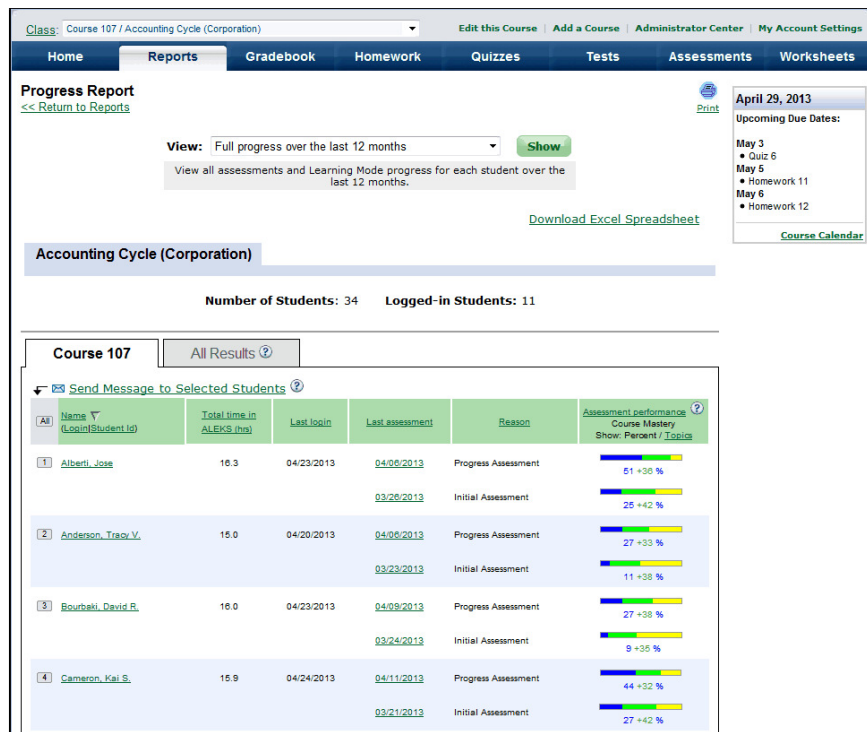 Class: Course 107 / Accounting Cycle (Corporation)
Edit this Course | Add a Course | Administrator Center | My Account Settings
Home Reports Gradebook Homework Quizzes Tests Assessments Worksheets
Progress Report
<< Return to Reports
Print
View: Full progress over the last 12 months Show
View all assessments and Learning Mode progress for each student over the
last 12 months.
Download Excel Spreadsheet
April 29, 2013
Upcoming Due Dates:
May 3
• Quiz 6
May 5
• Homework 11
May 6
• Homework 12
Course Calendar
Accounting Cycle (Corporation)
Number of Students: 34 Logged-in Students: 11
Course 107 All Results ?
Send Message to Selected Students ?
All Name (Login|Student Id)
Total time in ALEKS (hrs)
Last login
Last assessment
Reason
Assessment performance ?
Course Mastery
Show: Percent / Topics
1 Alberti, Jose 16.3 04/23/2013 04/06/2013 Progress Assessment
51 +36 %
03/26/2013 Initial Assessment
25 +42 %
2 Anderson, Tracy V. 15.0 04/20/2013 04/06/2013 Progress Assessment
27 +33 %
03/23/2013 Initial Assessment
11 +38 %
3 Bourbaki, David R. 16.0 04/23/2013 04/09/2013 Progress Assessment
27 +38 %
03/24/2013 Initial Assessment
9 +35 %
4 Cameron, Kai S. 15.9 04/24/2013 04/11/2013 Progress Assessment
44 +32 %
03/21/2013 Initial Assessment
27 +42 %